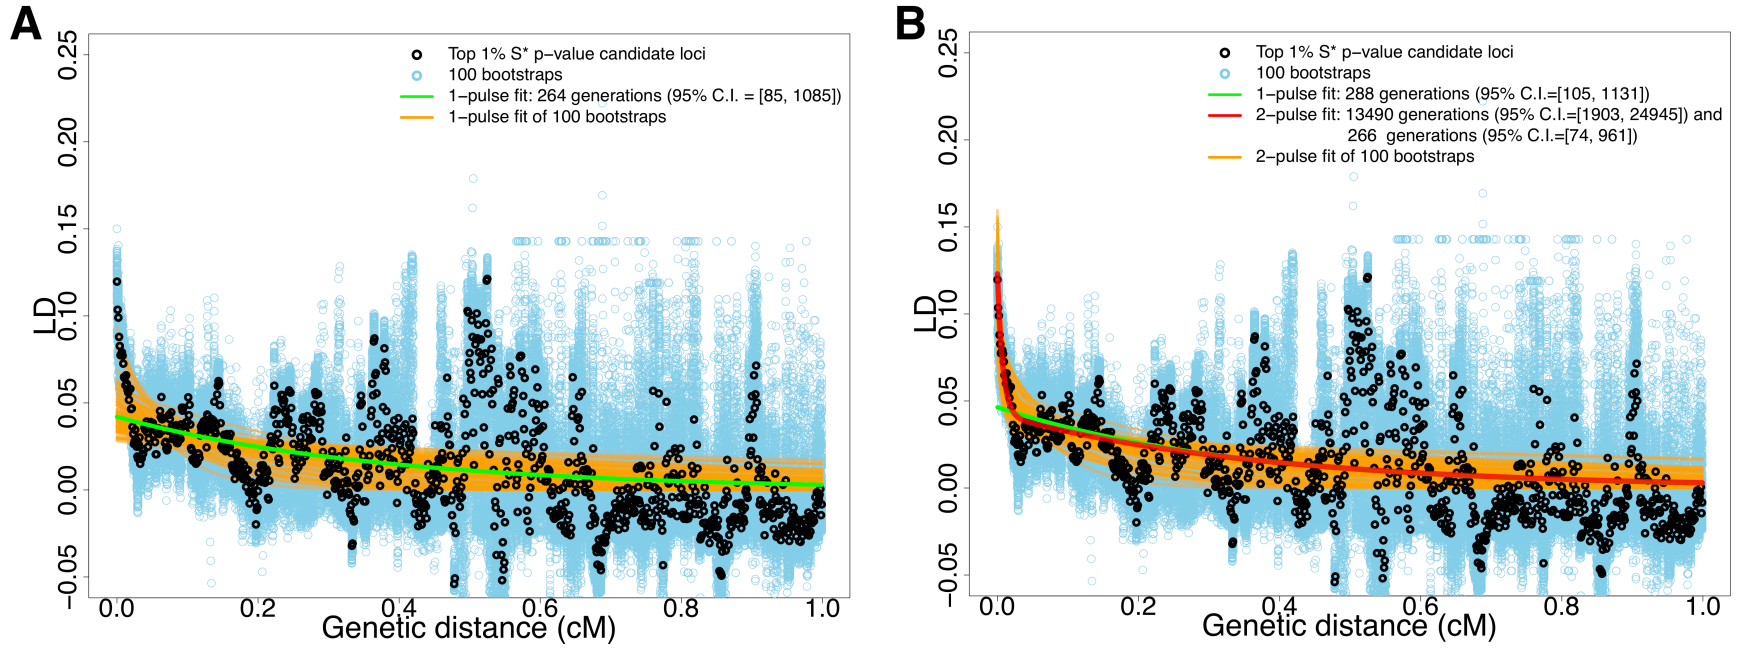 A
LD
0.25
0.20
0.15
0.10
0.05
0.00
−0.05
Top 1% S* p−value candidate loci
100 bootstraps
1−pulse fit: 264 generations (95% C.I. = [85, 1085])
1−pulse fit of 100 bootstraps
0.0 0.2 0.4 0.6 0.8 1.0
Genetic distance (cM)
B
LD
0.25
0.20
0.15
0.10
0.05
0.00
−0.05
Top 1% S* p−value candidate loci
100 bootstraps
1−pulse fit: 288 generations (95% C.I.=[105, 1131])
2−pulse fit: 13490 generations (95% C.I.=[1903, 24945]) and
266 generations (95% C.I.=[74, 961])
2−pulse fit of 100 bootstraps
0.0 0.2 0.4 0.6 0.8 1.0
Genetic distance (cM)